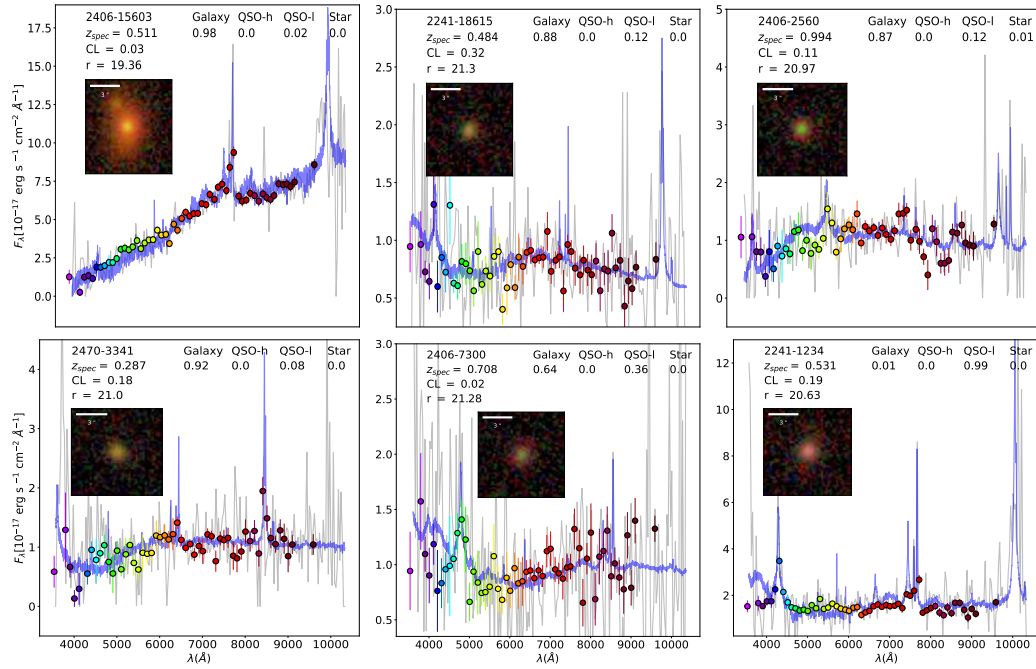 2406-15603 Galaxy QSO-h QSO-l Star
z_spec = 0.511 0.98 0.0 0.02 0.0
CL = 0.03
r = 19.36
3 "
17.5
15.0
12.5
10.0
7.5
5.0
2.5
0.0
F_λ[10⁻¹⁷ erg s⁻¹ cm⁻² Å⁻¹]
2241-18615 Galaxy QSO-h QSO-l Star
z_spec = 0.484 0.88 0.0 0.12 0.0
CL = 0.32
r = 21.3
3 "
3.0
2.5
2.0
1.5
1.0
0.5
2406-2560 Galaxy QSO-h QSO-l Star
z_spec = 0.994 0.87 0.0 0.12 0.01
CL = 0.11
r = 20.97
3 "
5
4
3
2
1
0
2470-3341 Galaxy QSO-h QSO-l Star
z_spec = 0.287 0.92 0.0 0.08 0.0
CL = 0.18
r = 21.0
3 "
4
3
2
1
0
F_λ[10⁻¹⁷ erg s⁻¹ cm⁻² Å⁻¹]
4000 5000 6000 7000 8000 9000 10000
λ(Å)
2406-7300 Galaxy QSO-h QSO-l Star
z_spec = 0.708 0.64 0.0 0.36 0.0
CL = 0.02
r = 21.28
3 "
3.0
2.5
2.0
1.5
1.0
0.5
0.0
4000 5000 6000 7000 8000 9000 10000
λ(Å)
2241-1234 Galaxy QSO-h QSO-l Star
z_spec = 0.531 0.01 0.0 0.99 0.0
CL = 0.19
r = 20.63
3 "
12
10
8
6
4
2
4000 5000 6000 7000 8000 9000 10000
λ(Å)